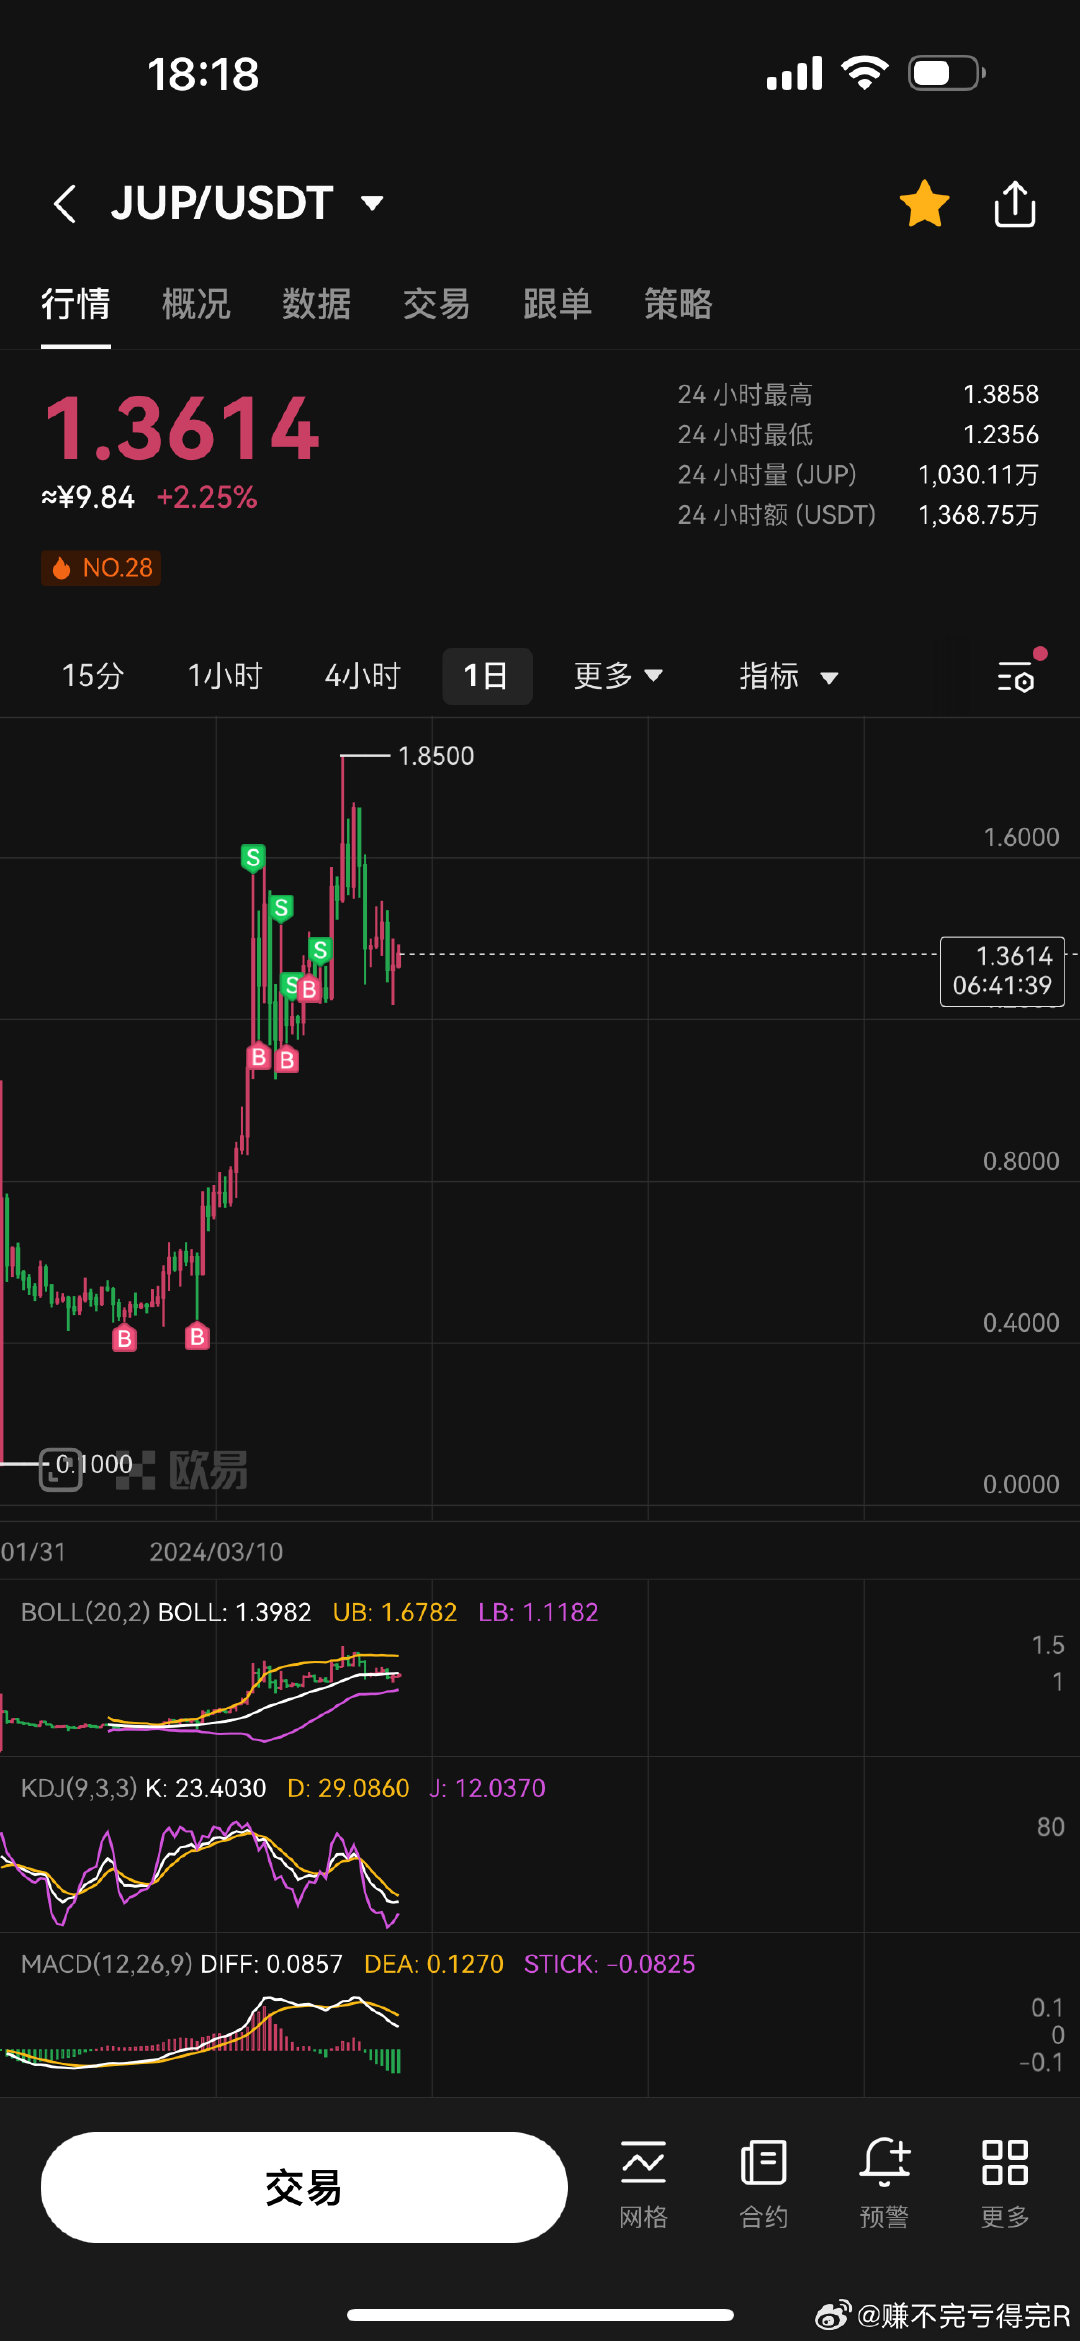 18:18
JUP/USDT
行情 概况 数据 交易 跟单 策略
1.3614
≈¥9.84 +2.25%
NO.28
24 小时最高 1.3858
24 小时最低 1.2356
24 小时量 (JUP) 1,030.11万
24 小时额 (USDT) 1,368.75万
15分 1小时 4小时 1日 更多 指标
1.8500
1.6000
S
S
S
S B
1.3614
06:41:39
B B
0.8000
0.4000
B B
0.1000 欧易
0.0000
01/31 2024/03/10
BOLL(20,2) BOLL: 1.3982 UB: 1.6782 LB: 1.1182
1.5
1
KDJ(9,3,3) K: 23.4030 D: 29.0860 J: 12.0370
80
MACD(12,26,9) DIFF: 0.0857 DEA: 0.1270 STICK: -0.0825
0.1
0
-0.1
交易
网格 合约 预警 更多
@赚不完亏得完R